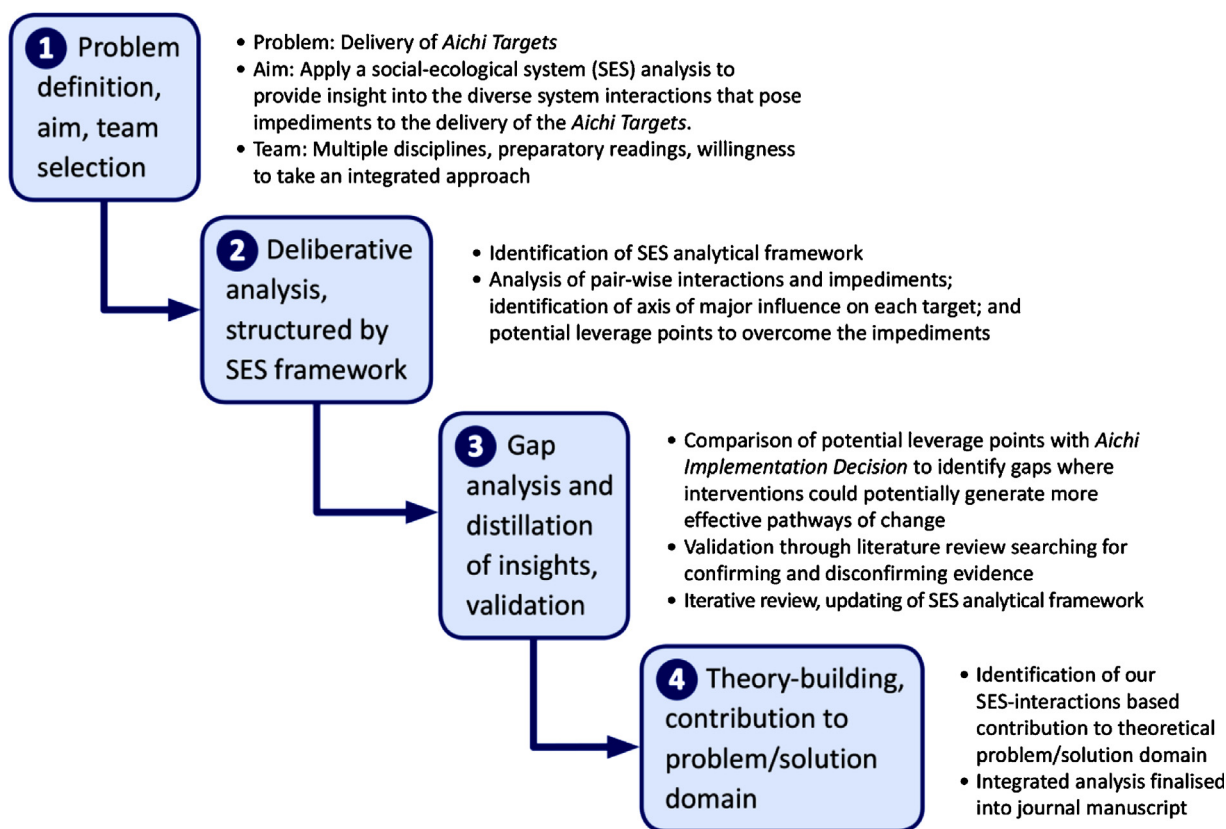 1 Problem
definition,
aim, team
selection
• Problem: Delivery of Aichi Targets
• Aim: Apply a social-ecological system (SES) analysis to
provide insight into the diverse system interactions that pose
impediments to the delivery of the Aichi Targets.
• Team: Multiple disciplines, preparatory readings, willingness
to take an integrated approach
2 Deliberative
analysis,
structured by
SES framework
• Identification of SES analytical framework
• Analysis of pair-wise interactions and impediments;
identification of axis of major influence on each target; and
potential leverage points to overcome the impediments
3 Gap
analysis and
distillation
of insights,
validation
• Comparison of potential leverage points with Aichi
Implementation Decision to identify gaps where
interventions could potentially generate more
effective pathways of change
• Validation through literature review searching for
confirming and disconfirming evidence
• Iterative review, updating of SES analytical framework
4 Theory-building,
contribution to
problem/solution
domain
• Identification of our
SES-interactions based
contribution to theoretical
problem/solution domain
• Integrated analysis finalised
into journal manuscript